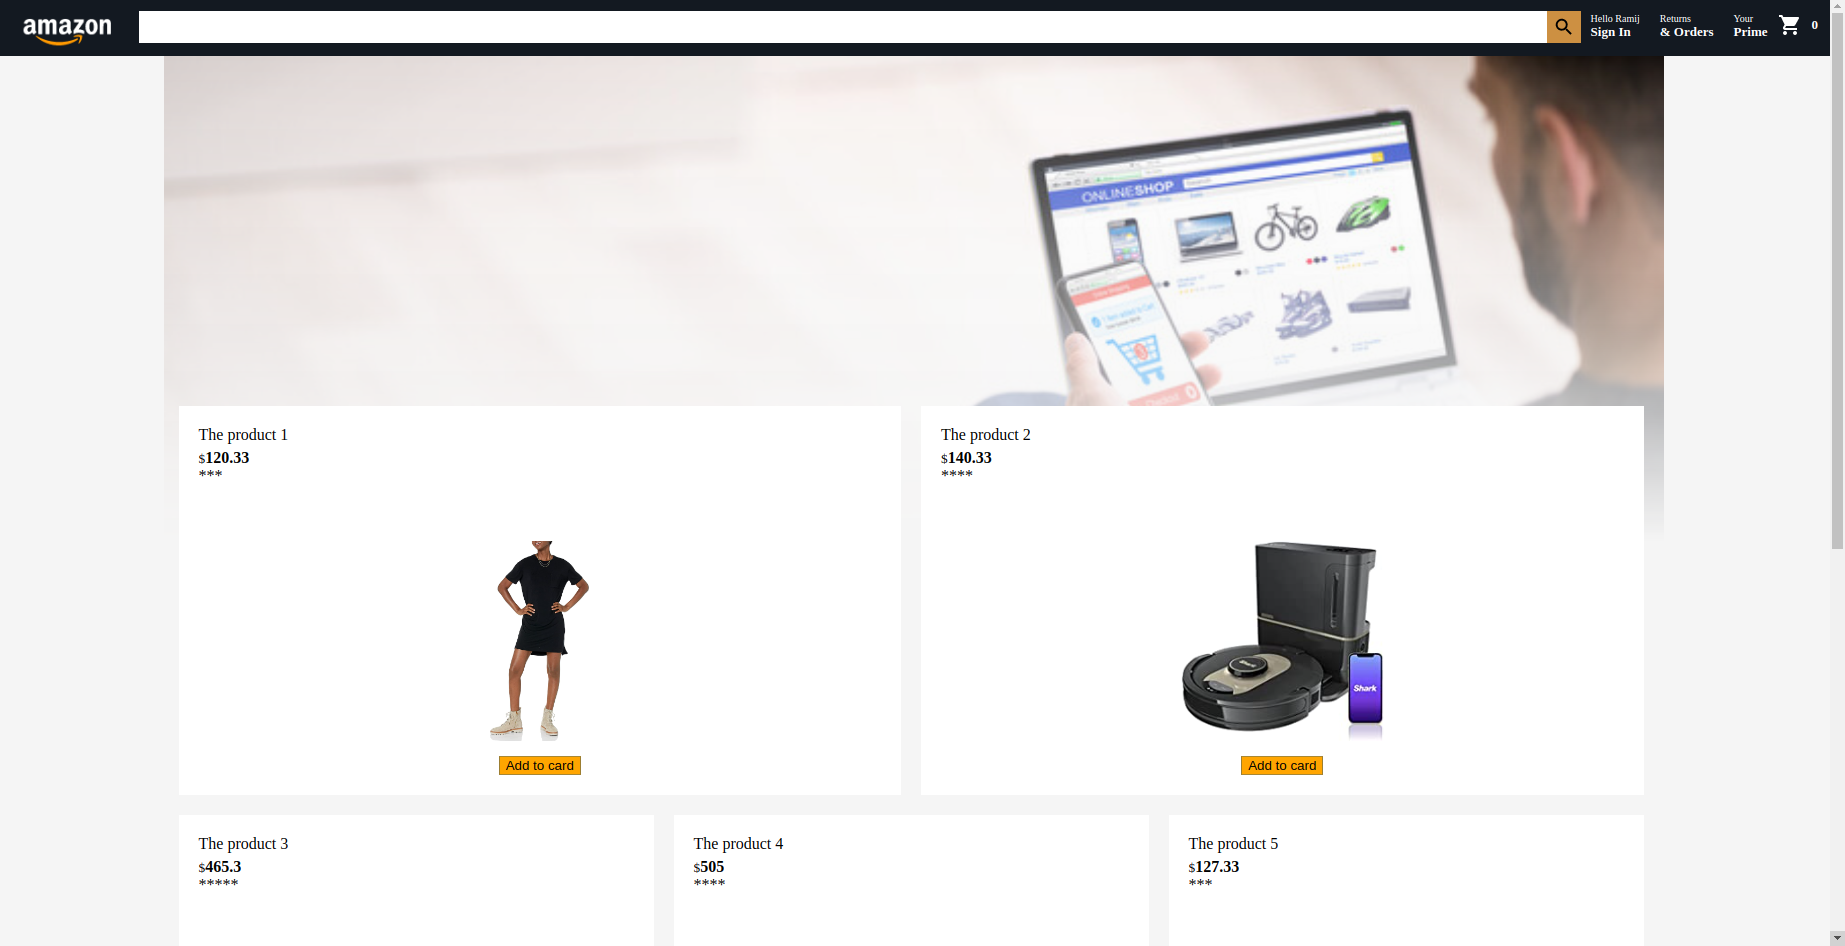 amazon
Hello Ramij
Sign In
Returns
& Orders
Your
Prime
0
ONLINESHOP
Search
The product 1
$120.33
***
The product 2
$140.33
****
Shark
Add to card
Add to card
The product 3
$465.3
*****
The product 4
$505
****
The product 5
$127.33
***